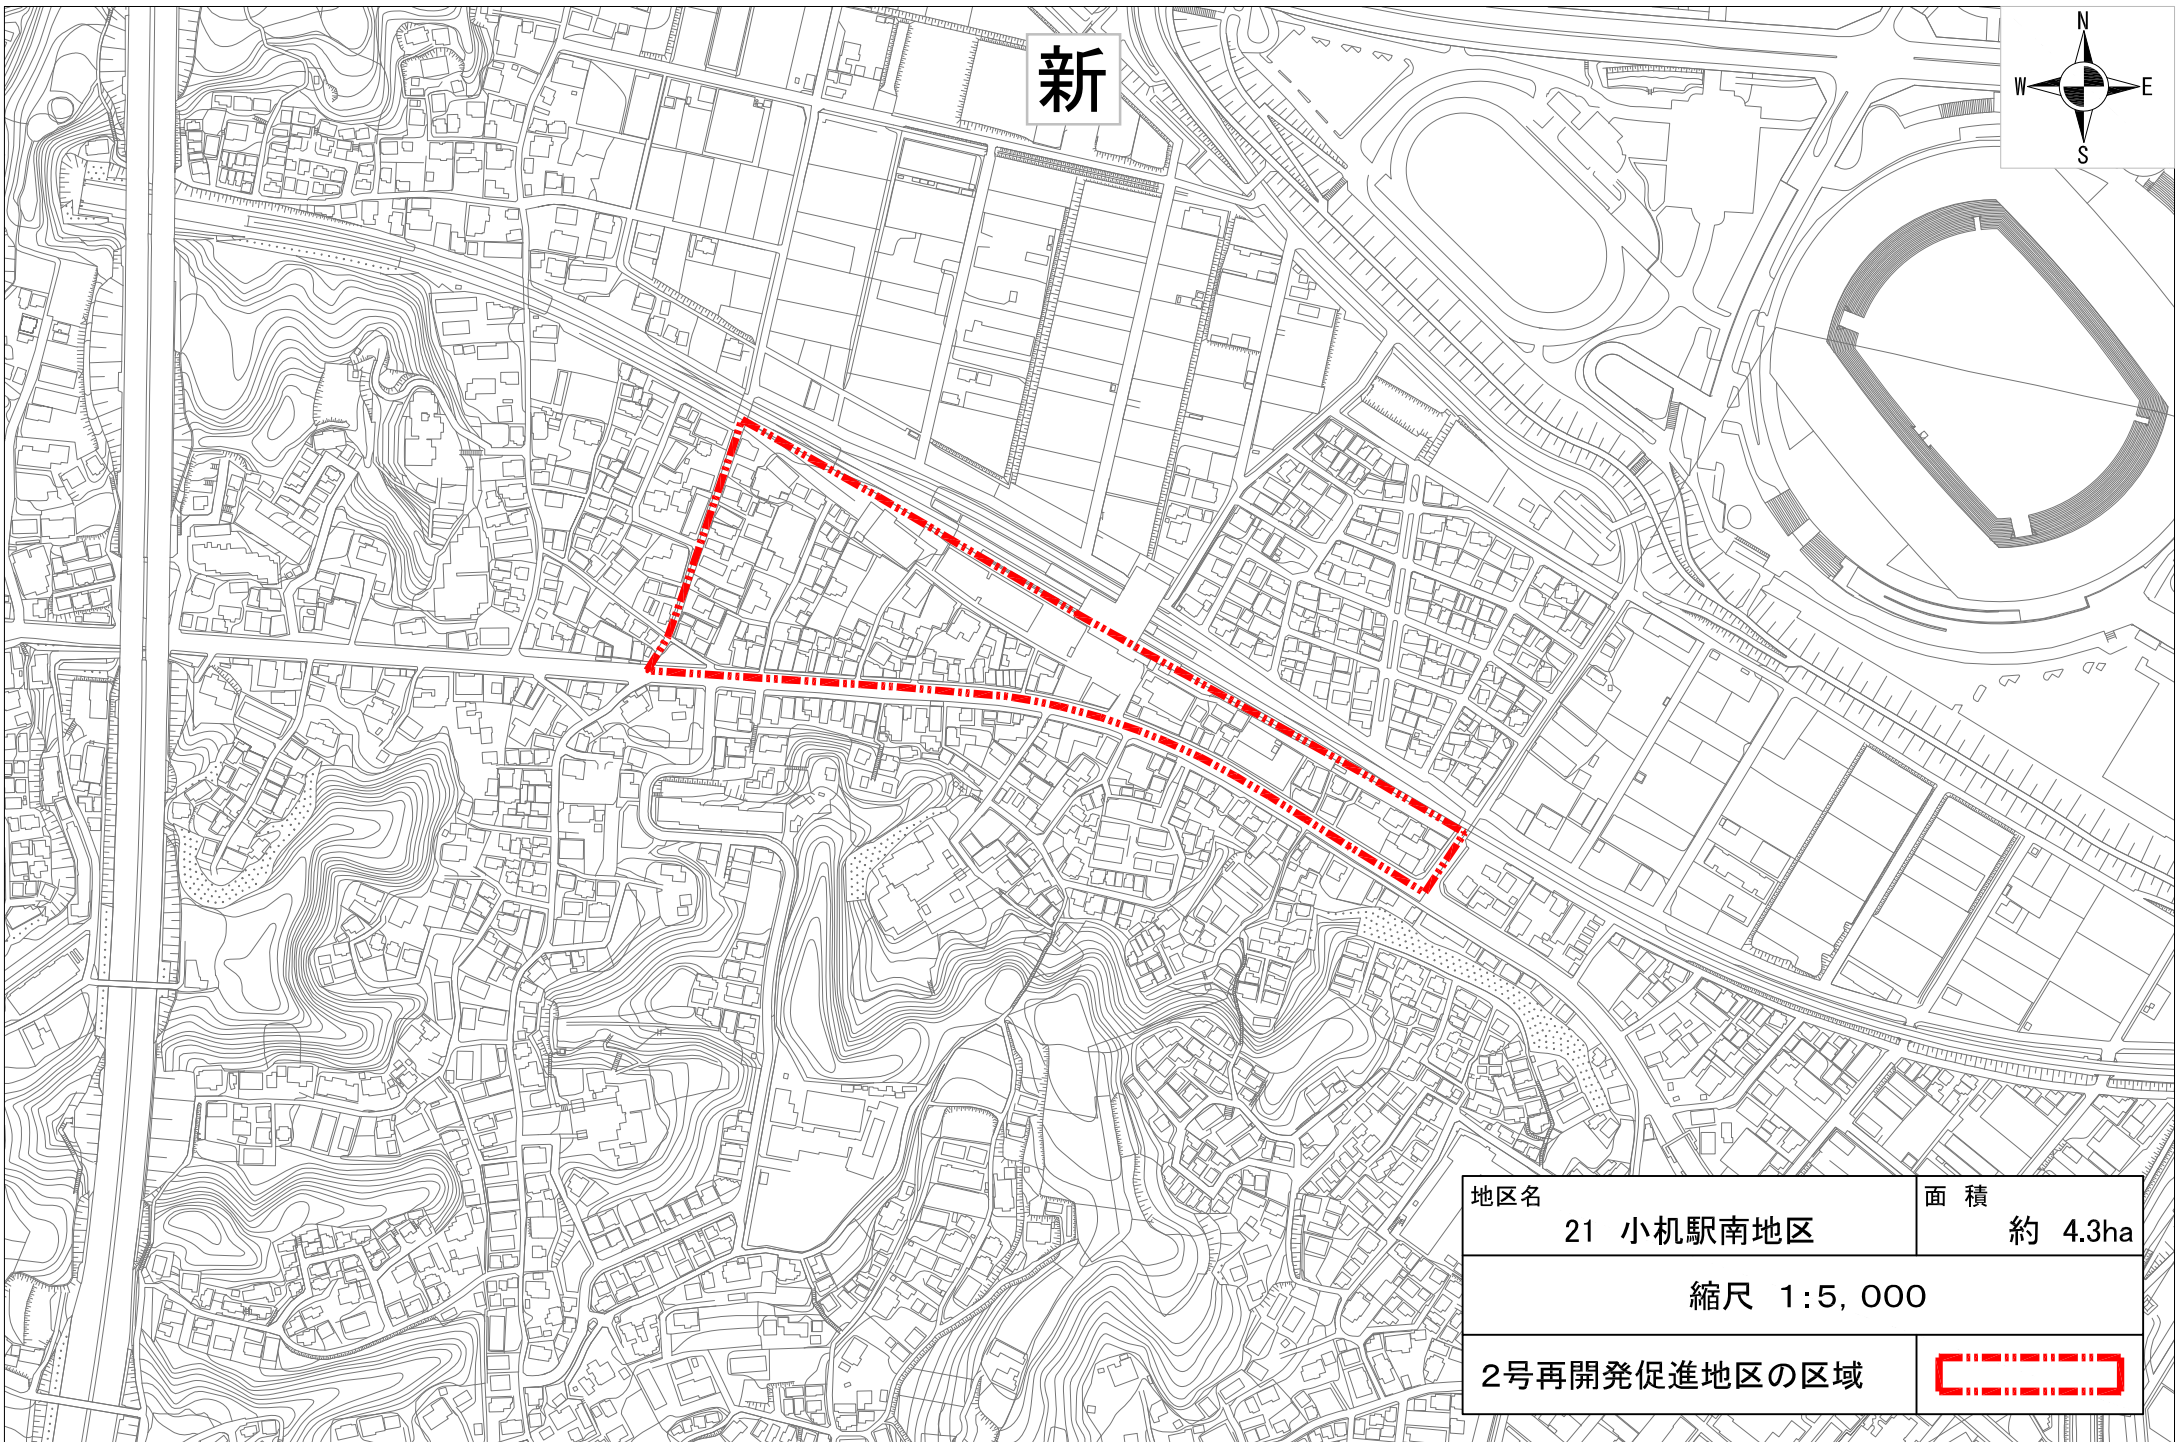 新
N
W E
S
地区名
21 小机駅南地区
面 積
約 4.3ha
縮尺 1:5,000
2号再開発促進地区の区域